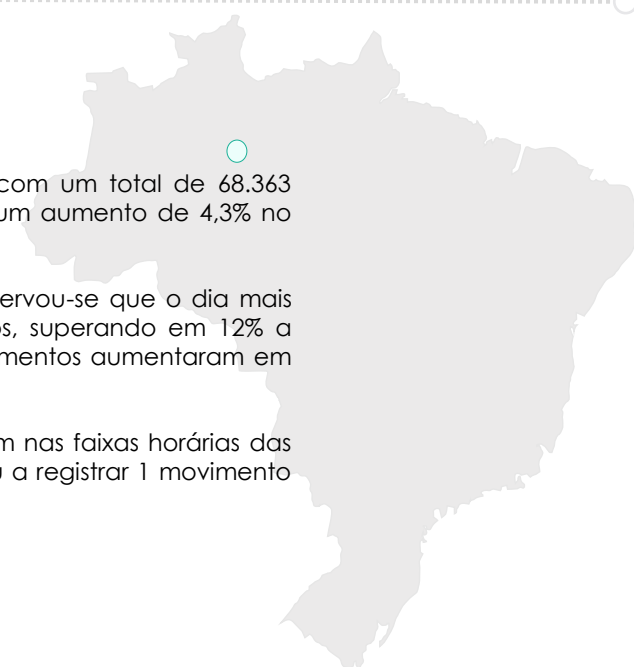 com um total de 68.363
um aumento de 4,3% no
ervou-se que o dia mais
os, superando em 12% a
mentos aumentaram em
m nas faixas horárias das
u a registrar 1 movimento